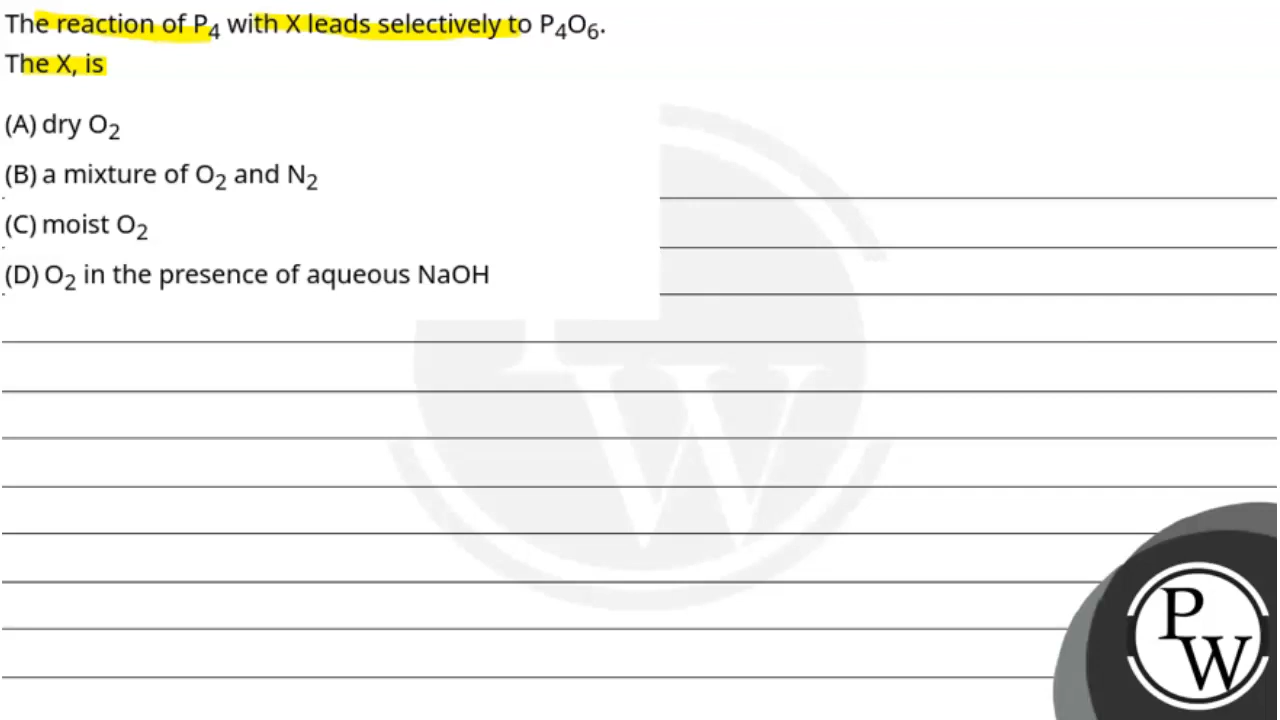 The reaction of P₄ with X leads selectively to P₄O₆.
The X, is
(A) dry O₂
(B) a mixture of O₂ and N₂
(C) moist O₂
(D) O₂ in the presence of aqueous NaOH
W
P
W